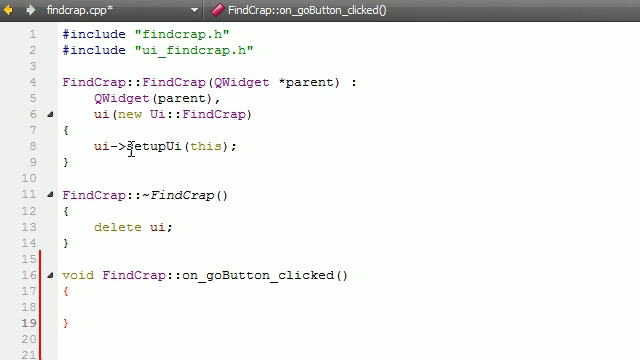 findcrap.cpp* FindCrap::on_goButton_clicked()
1 #include "findcrap.h"
2 #include "ui_findcrap.h"
3
4 FindCrap::FindCrap(QWidget *parent) :
5 QWidget(parent),
6 ui(new Ui::FindCrap)
7 {
8 ui->setupUi(this);
9 }
10
11 FindCrap::~FindCrap()
12 {
13 delete ui;
14 }
15
16 void FindCrap::on_goButton_clicked()
17 {
18
19 }
20
21